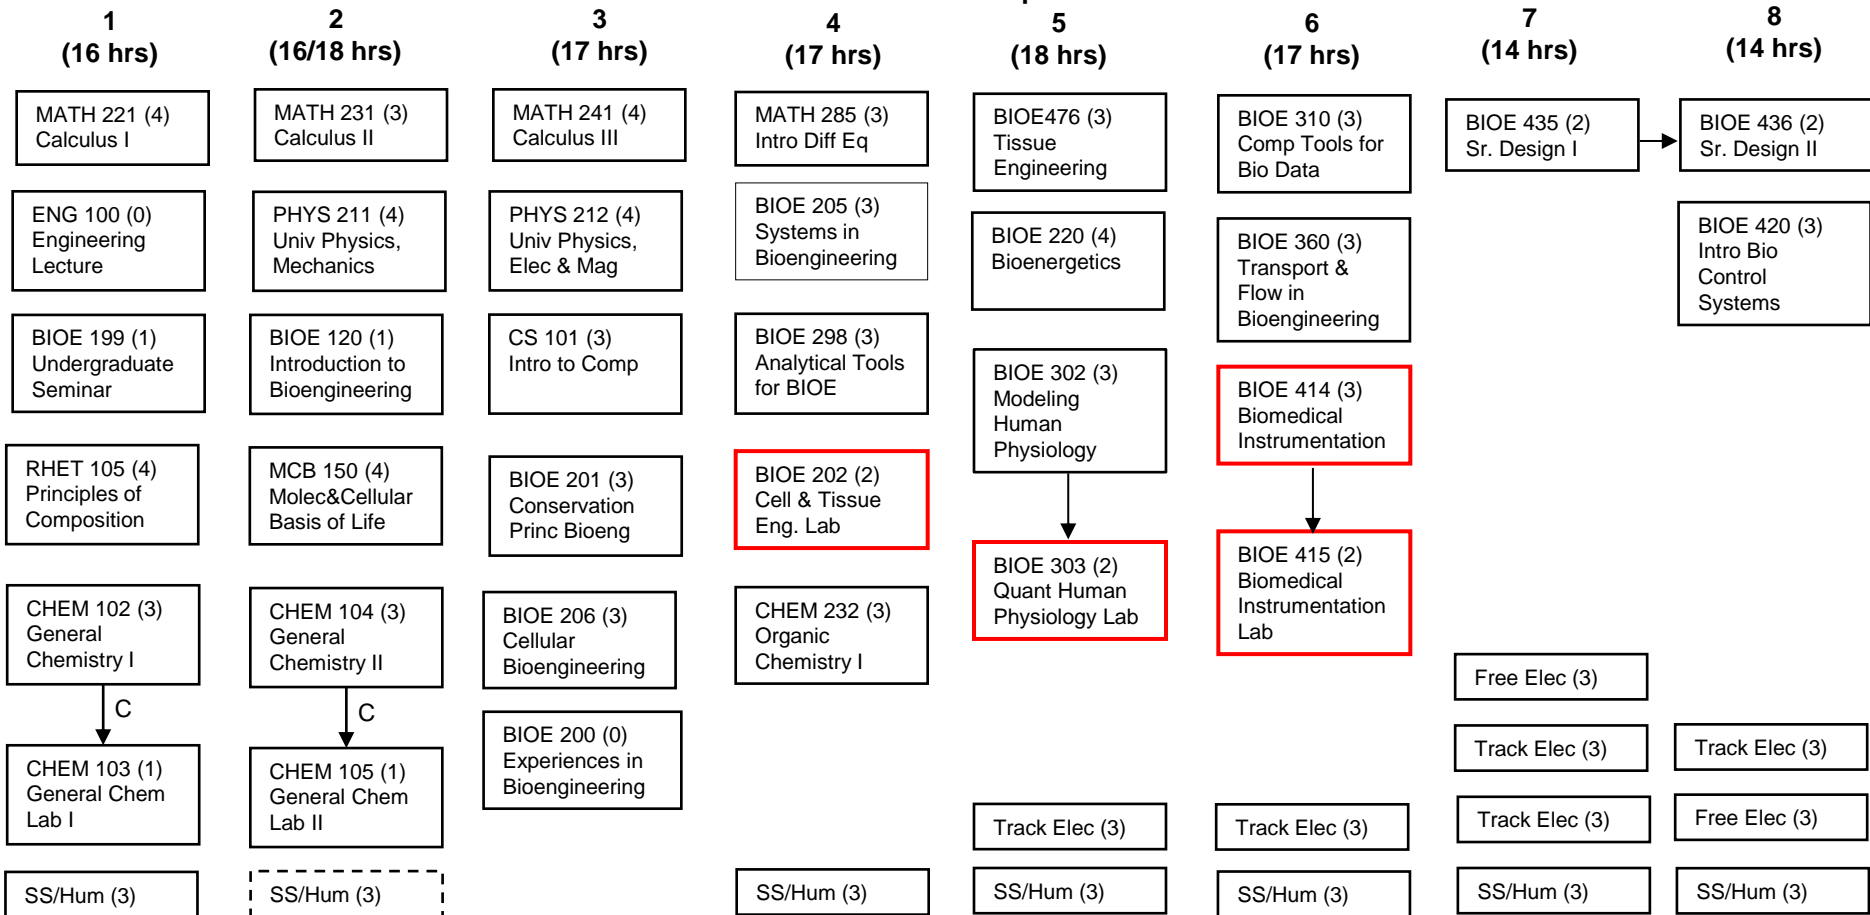 1
(16 hrs)
MATH 221 (4)
Calculus I
ENG 100 (0)
Engineering
Lecture
BIOE 199 (1)
Undergraduate
Seminar
RHET 105 (4)
Principles of
Composition
CHEM 102 (3)
General
Chemistry I
C
CHEM 103 (1)
General Chem
Lab I
SS/Hum (3)
2
(16/18 hrs)
MATH 231 (3)
Calculus II
PHYS 211 (4)
Univ Physics,
Mechanics
BIOE 120 (1)
Introduction to
Bioengineering
MCB 150 (4)
Molec&Cellular
Basis of Life
CHEM 104 (3)
General
Chemistry II
C
CHEM 105 (1)
General Chem
Lab II
SS/Hum (3)
3
(17 hrs)
MATH 241 (4)
Calculus III
PHYS 212 (4)
Univ Physics,
Elec & Mag
CS 101 (3)
Intro to Comp
BIOE 201 (3)
Conservation
Princ Bioeng
BIOE 206 (3)
Cellular
Bioengineering
BIOE 200 (0)
Experiences in
Bioengineering
4
(17 hrs)
MATH 285 (3)
Intro Diff Eq
BIOE 205 (3)
Systems in
Bioengineering
BIOE 298 (3)
Analytical Tools
for BIOE
BIOE 202 (2)
Cell & Tissue
Eng. Lab
CHEM 232 (3)
Organic
Chemistry I
SS/Hum (3)
5
(18 hrs)
BIOE476 (3)
Tissue
Engineering
BIOE 220 (4)
Bioenergetics
BIOE 302 (3)
Modeling
Human
Physiology
BIOE 303 (2)
Quant Human
Physiology Lab
Track Elec (3)
SS/Hum (3)
6
(17 hrs)
BIOE 310 (3)
Comp Tools for
Bio Data
BIOE 360 (3)
Transport &
Flow in
Bioengineering
BIOE 414 (3)
Biomedical
Instrumentation
BIOE 415 (2)
Biomedical
Instrumentation
Lab
Track Elec (3)
SS/Hum (3)
7
(14 hrs)
BIOE 435 (2)
Sr. Design I
Free Elec (3)
Track Elec (3)
Track Elec (3)
SS/Hum (3)
8
(14 hrs)
BIOE 436 (2)
Sr. Design II
BIOE 420 (3)
Intro Bio
Control
Systems
Track Elec (3)
Free Elec (3)
SS/Hum (3)